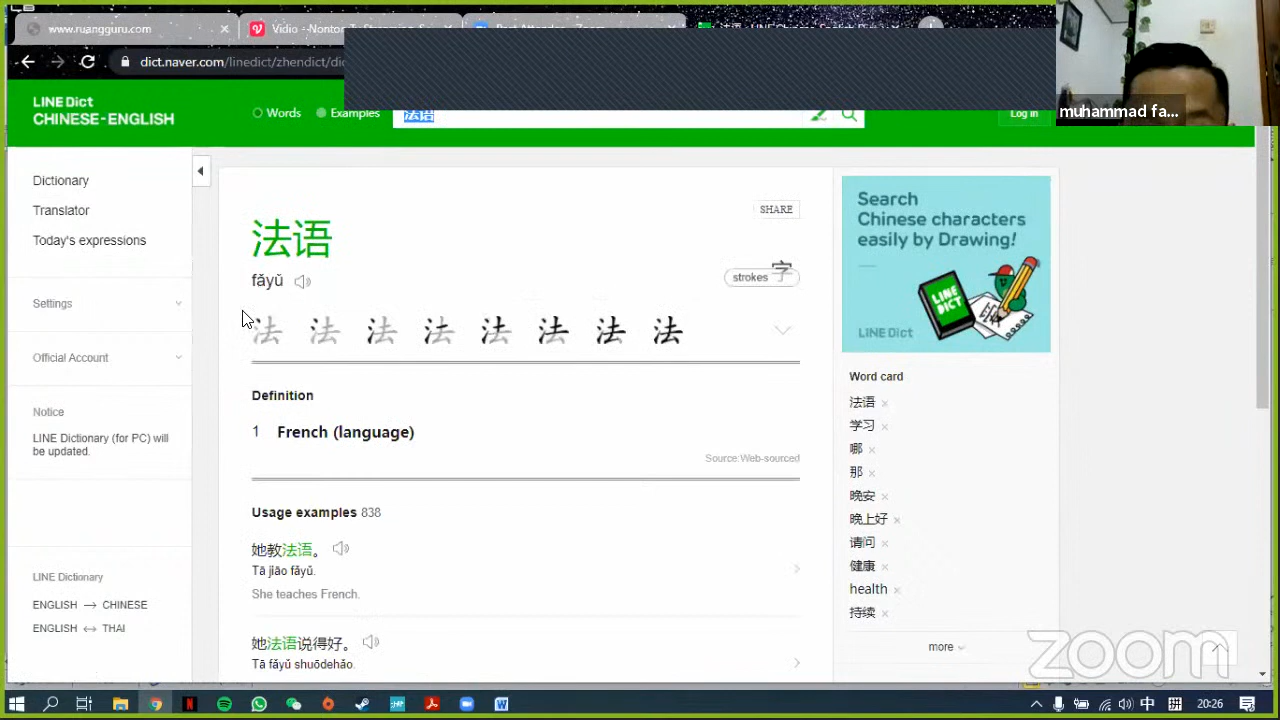 www.ruangguru.com
dict.naver.com/linedict/zhendict/dic
muhammad fa...
LINE Dict
CHINESE-ENGLISH
Words
Examples
法语
Log in
Dictionary
Translator
Today's expressions
Settings
Official Account
Notice
LINE Dictionary (for PC) will
be updated.
LINE Dictionary
ENGLISH → CHINESE
ENGLISH ↔ THAI
SHARE
法语
fǎyǔ
strokes 字
法 法 法 法 法 法 法 法
Definition
1 French (language)
Source:Web-sourced
Usage examples 838
她教法语。
Tā jiāo fǎyǔ.
She teaches French.
她法语说得好。
Tā fǎyǔ shuōdehǎo.
Search
Chinese characters
easily by Drawing!
LINE DICT
LINE Dict
Word card
法语 ×
学习 ×
哪 ×
那 ×
晚安 ×
晚上好 ×
请问 ×
健康 ×
health ×
持续 ×
more
zoom
中
拼
20:26